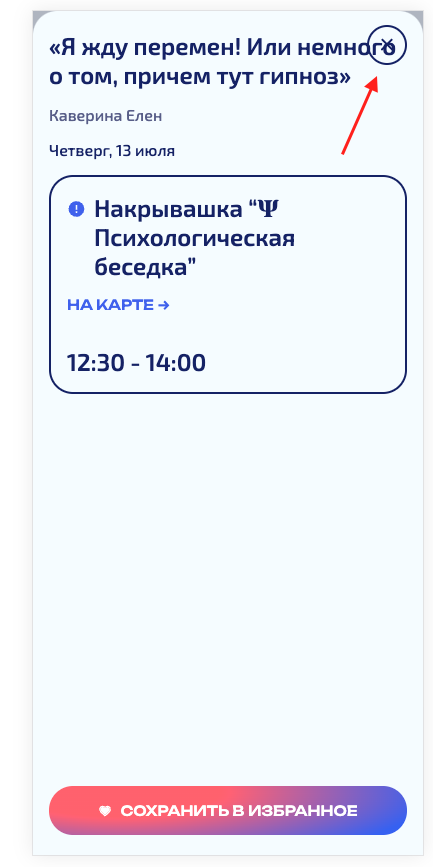 «Я жду перемен! Или немного
о том, причем тут гипноз»
Каверина Елен
Четверг, 13 июля
Накрывашка “Ψ
Психологическая
беседка”
НА КАРТЕ →
12:30 - 14:00
СОХРАНИТЬ В ИЗБРАННОЕ